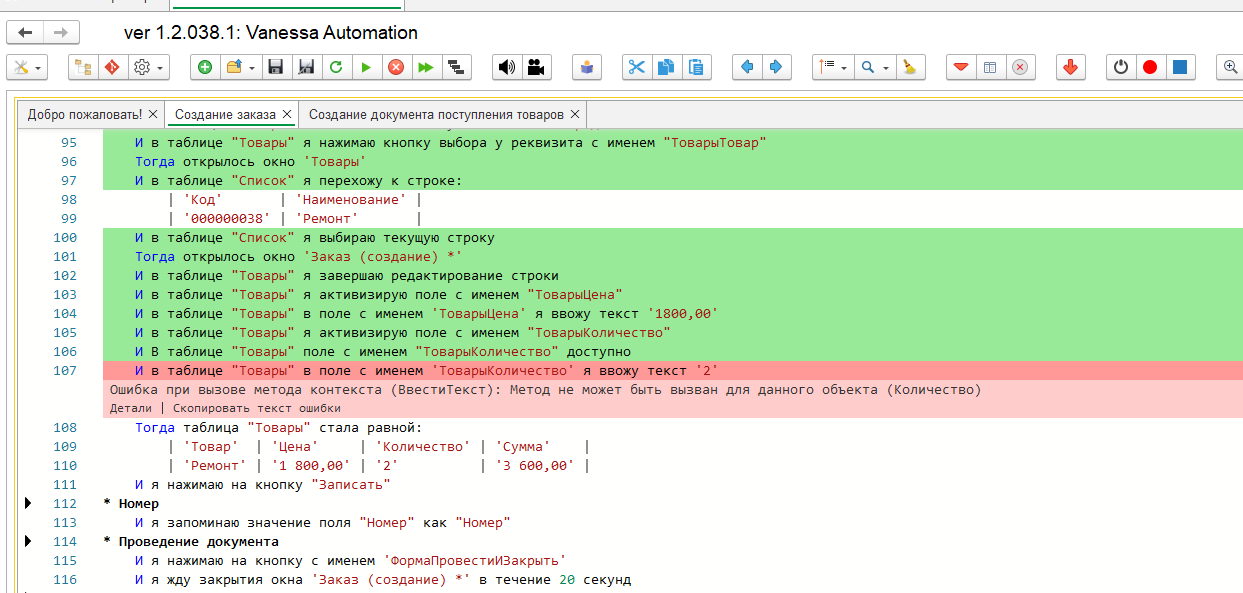 ver 1.2.038.1: Vanessa Automation
Добро пожаловать! Создание заказа Создание документа поступления товаров
95 И в таблице "Товары" я нажимаю кнопку выбора у реквизита с именем "ТоварыТовар"
96 Тогда открылось окно 'Товары'
97 И в таблице "Список" я перехожу к строке:
98 | 'Код' | 'Наименование' |
99 | '000000038' | 'Ремонт' |
100 И в таблице "Список" я выбираю текущую строку
101 Тогда открылось окно 'Заказ (создание) *'
102 И в таблице "Товары" я завершаю редактирование строки
103 И в таблице "Товары" я активизирую поле с именем "ТоварыЦена"
104 И в таблице "Товары" в поле с именем 'ТоварыЦена' я ввожу текст '1800,00'
105 И в таблице "Товары" я активизирую поле с именем "ТоварыКоличество"
106 И В таблице "Товары" поле с именем "ТоварыКоличество" доступно
107 И в таблице "Товары" в поле с именем 'ТоварыКоличество' я ввожу текст '2'
Ошибка при вызове метода контекста (ВвестиТекст): Метод не может быть вызван для данного объекта (Количество)
Детали | Скопировать текст ошибки
108 Тогда таблица "Товары" стала равной:
109 | 'Товар' | 'Цена' | 'Количество' | 'Сумма' |
110 | 'Ремонт' | '1 800,00' | '2' | '3 600,00' |
111 И я нажимаю на кнопку "Записать"
112 * Номер
113 И я запоминаю значение поля "Номер" как "Номер"
114 * Проведение документа
115 И я нажимаю на кнопку с именем 'ФормаПровестиИЗакрыть'
116 И я жду закрытия окна 'Заказ (создание) *' в течение 20 секунд